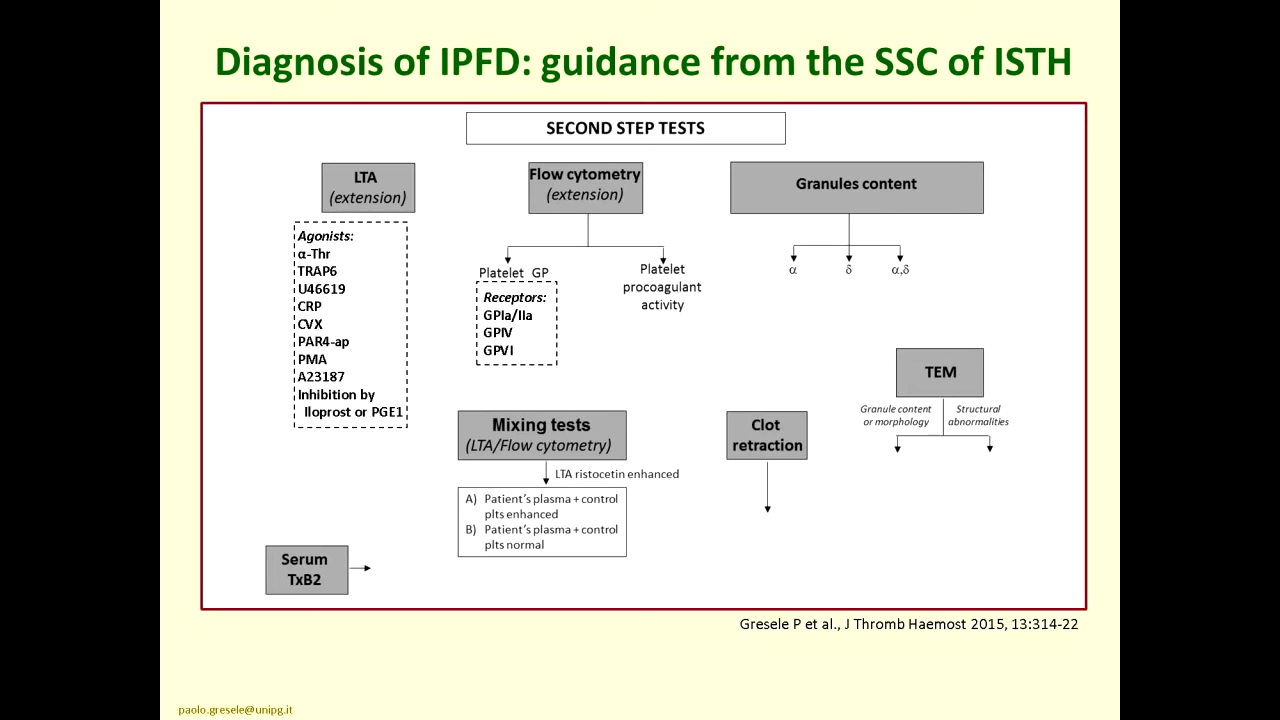 Diagnosis of IPFD: guidance from the SSC of ISTH
SECOND STEP TESTS
LTA
(extension)
Agonists:
α-Thr
TRAP6
U46619
CRP
CVX
PAR4-ap
PMA
A23187
Inhibition by
Iloprost or PGE1
Flow cytometry
(extension)
Platelet GP
Receptors:
GPIa/IIa
GPIV
GPVI
Platelet
procoagulant
activity
Granules content
α
δ
α,δ
TEM
Granule content
or morphology
Structural
abnormalities
Mixing tests
(LTA/Flow cytometry)
LTA ristocetin enhanced
A) Patient's plasma + control
plts enhanced
B) Patient's plasma + control
plts normal
Clot
retraction
Serum
TxB2
Gresele P et al., J Thromb Haemost 2015, 13:314-22
paolo.gresele@unipg.it